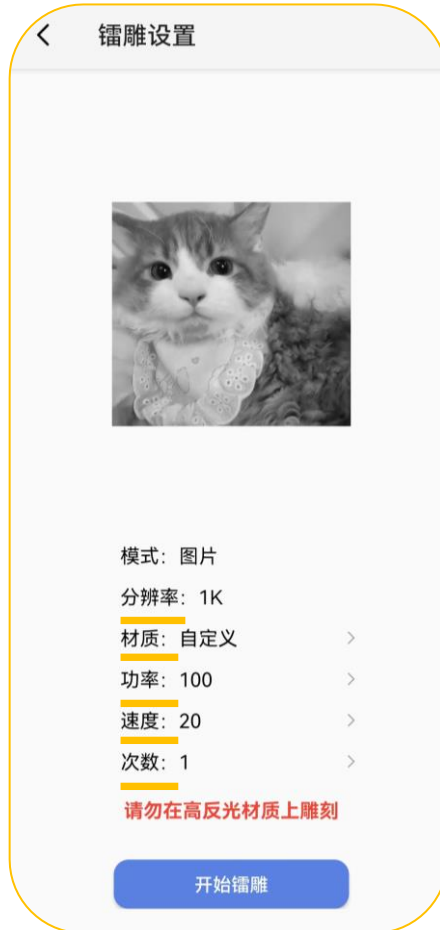 镭雕设置
模式：图片
分辨率：1K
材质：自定义
功率：100
速度：20
次数：1
请勿在高反光材质上雕刻
开始镭雕